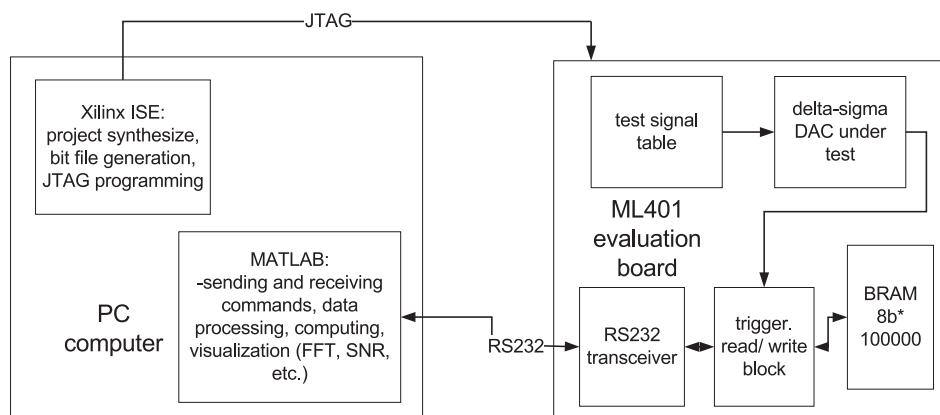 JTAG
Xilinx ISE:
project synthesize,
bit file generation,
JTAG programming
MATLAB:
-sending and receiving
commands, data
processing, computing,
visualization (FFT, SNR,
etc.)
PC
computer
RS232
test signal
table
delta-sigma
DAC under
test
ML401
evaluation
board
RS232
transceiver
trigger.
read/ write
block
BRAM
8b*
100000